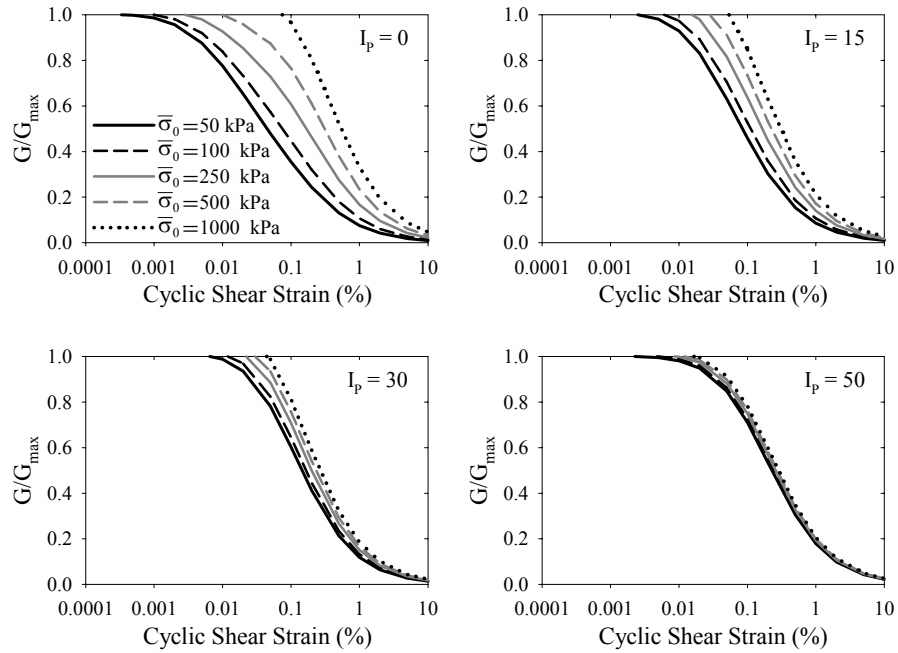 1.0
0.8
0.6
0.4
0.2
0.0
G/Gmax
I_P = 0
σ̅0=50 kPa
σ̅0=100 kPa
σ̅0=250 kPa
σ̅0=500 kPa
σ̅0=1000 kPa
0.0001 0.001 0.01 0.1 1 10
Cyclic Shear Strain (%)
1.0
0.8
0.6
0.4
0.2
0.0
G/Gmax
I_P = 15
0.0001 0.001 0.01 0.1 1 10
Cyclic Shear Strain (%)
1.0
0.8
0.6
0.4
0.2
0.0
G/Gmax
I_P = 30
0.0001 0.001 0.01 0.1 1 10
Cyclic Shear Strain (%)
1.0
0.8
0.6
0.4
0.2
0.0
G/Gmax
I_P = 50
0.0001 0.001 0.01 0.1 1 10
Cyclic Shear Strain (%)